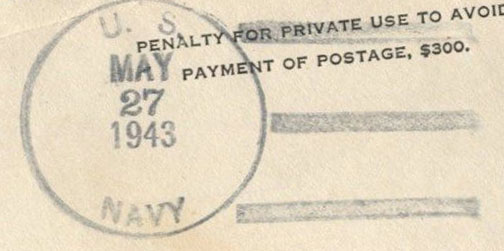 U. S.
PENALTY FOR PRIVATE USE TO AVOID
PAYMENT OF POSTAGE, $300.
MAY
27
1943
NAVY